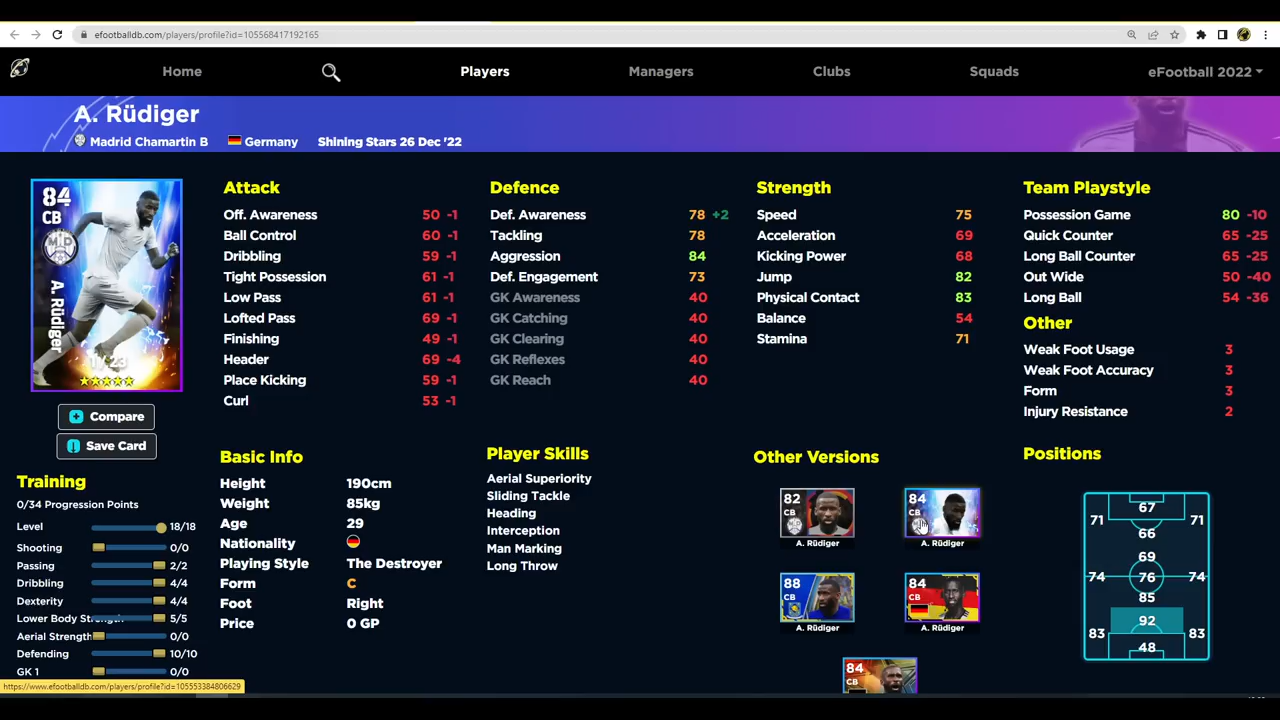 efootballdb.com/players/profile?id=105568417192165
Home
Players
Managers
Clubs
Squads
eFootball 2022
A. Rüdiger
Madrid Chamartin B
Germany
Shining Stars 26 Dec '22
84
CB
MD
A. Rüdiger
Compare
Save Card
Training
0/34 Progression Points
Level 18/18
Shooting 0/0
Passing 2/2
Dribbling 4/4
Dexterity 4/4
Lower Body Strength 5/5
Aerial Strength 0/0
Defending 10/10
GK 1 0/0
Attack
Off. Awareness 50 -1
Ball Control 60 -1
Dribbling 59 -1
Tight Possession 61 -1
Low Pass 61 -1
Lofted Pass 69 -1
Finishing 49 -1
Header 69 -4
Place Kicking 59 -1
Curl 53 -1
Defence
Def. Awareness 78 +2
Tackling 78
Aggression 84
Def. Engagement 73
GK Awareness 40
GK Catching 40
GK Clearing 40
GK Reflexes 40
GK Reach 40
Strength
Speed 75
Acceleration 69
Kicking Power 68
Jump 82
Physical Contact 83
Balance 54
Stamina 71
Team Playstyle
Possession Game 80 -10
Quick Counter 65 -25
Long Ball Counter 65 -25
Out Wide 50 -40
Long Ball 54 -36
Other
Weak Foot Usage 3
Weak Foot Accuracy 3
Form 3
Injury Resistance 2
Basic Info
Height 190cm
Weight 85kg
Age 29
Nationality
Playing Style The Destroyer
Form C
Foot Right
Price 0 GP
Player Skills
Aerial Superiority
Sliding Tackle
Heading
Interception
Man Marking
Long Throw
Other Versions
82
CB
A. Rüdiger
84
CB
A. Rüdiger
88
CB
A. Rüdiger
84
CB
A. Rüdiger
84
CB
Positions
67
71 71
66
69
74 76 74
85
92
83 83
48
https://www.efootballdb.com/players/profile?id=105553384806629